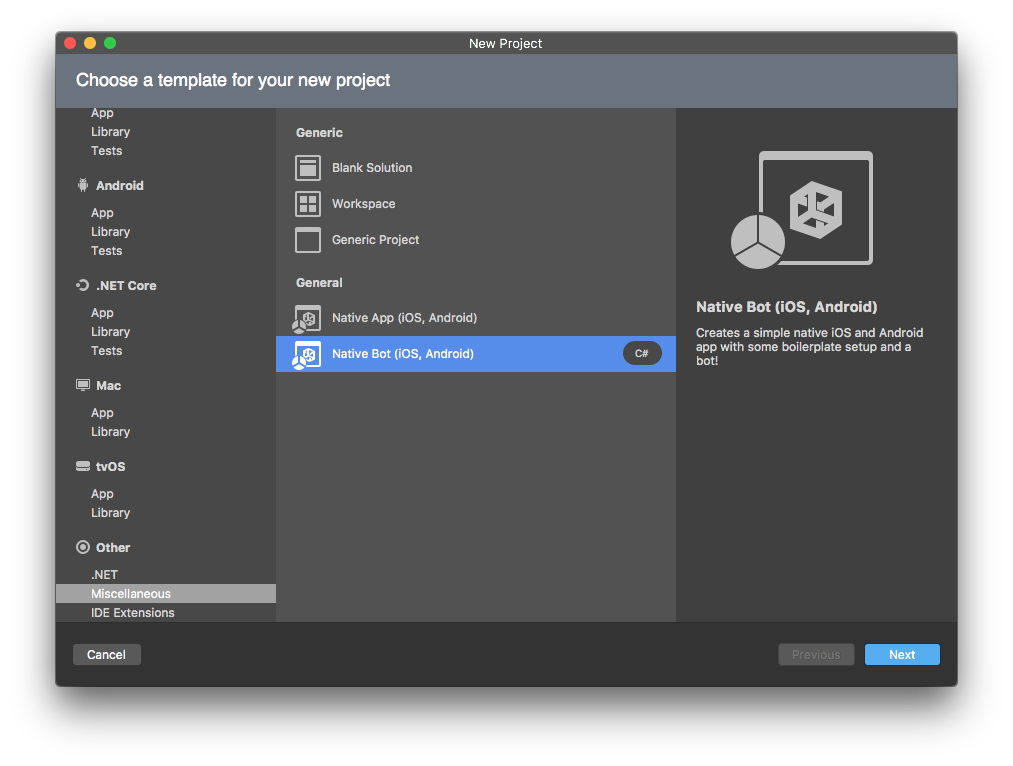 New Project
Choose a template for your new project
App
Library
Tests
Android
App
Library
Tests
.NET Core
App
Library
Tests
Mac
App
Library
tvOS
App
Library
Other
.NET
Miscellaneous
IDE Extensions
Generic
Blank Solution
Workspace
Generic Project
General
Native App (iOS, Android)
Native Bot (iOS, Android)
C#
Native Bot (iOS, Android)
Creates a simple native iOS and Android
app with some boilerplate setup and a
bot!
Cancel
Previous
Next